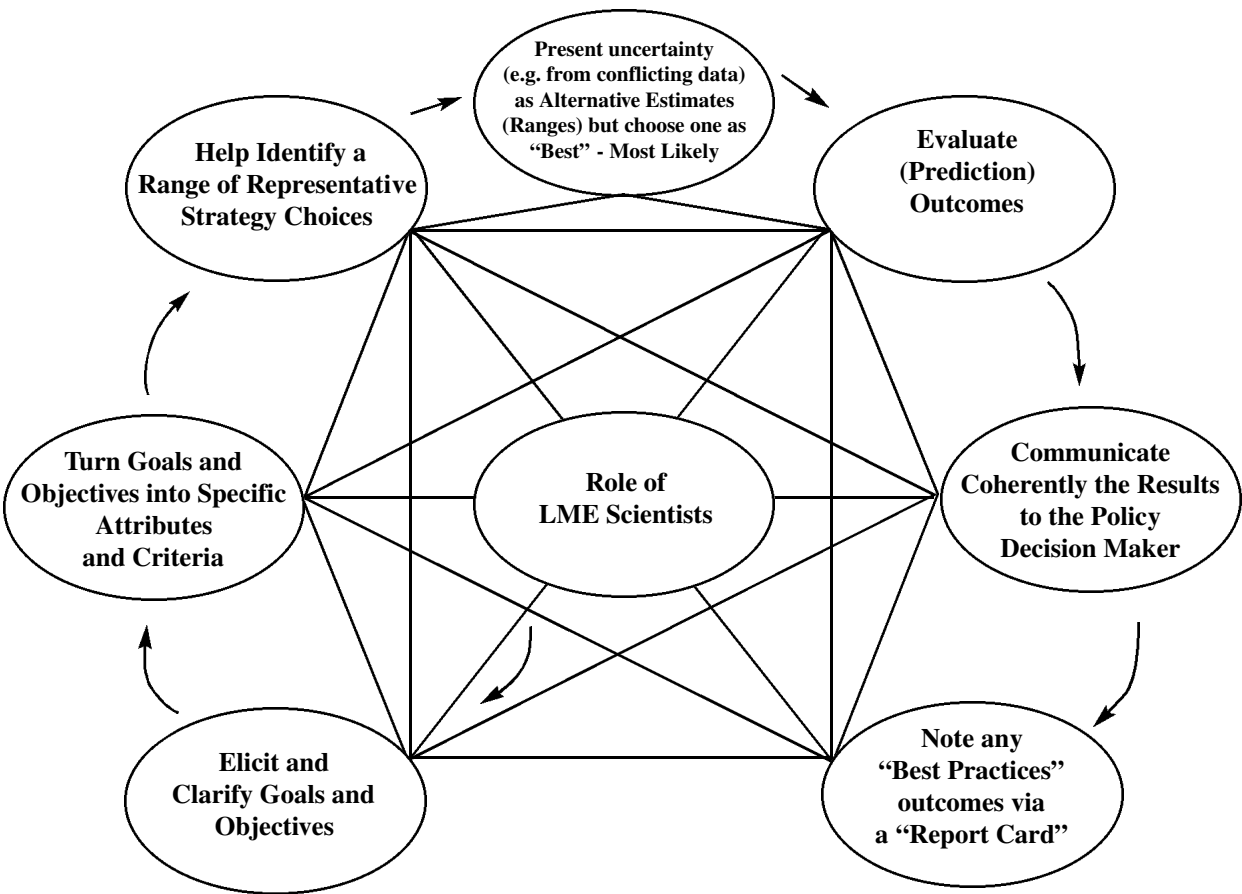 Present uncertainty
(e.g. from conflicting data)
as Alternative Estimates
(Ranges) but choose one as
“Best” - Most Likely
Help Identify a
Range of Representative
Strategy Choices
Evaluate
(Prediction)
Outcomes
Turn Goals and
Objectives into Specific
Attributes
and Criteria
Role of
LME Scientists
Communicate
Coherently the Results
to the Policy
Decision Maker
Elicit and
Clarify Goals and
Objectives
Note any
“Best Practices”
outcomes via
a “Report Card”